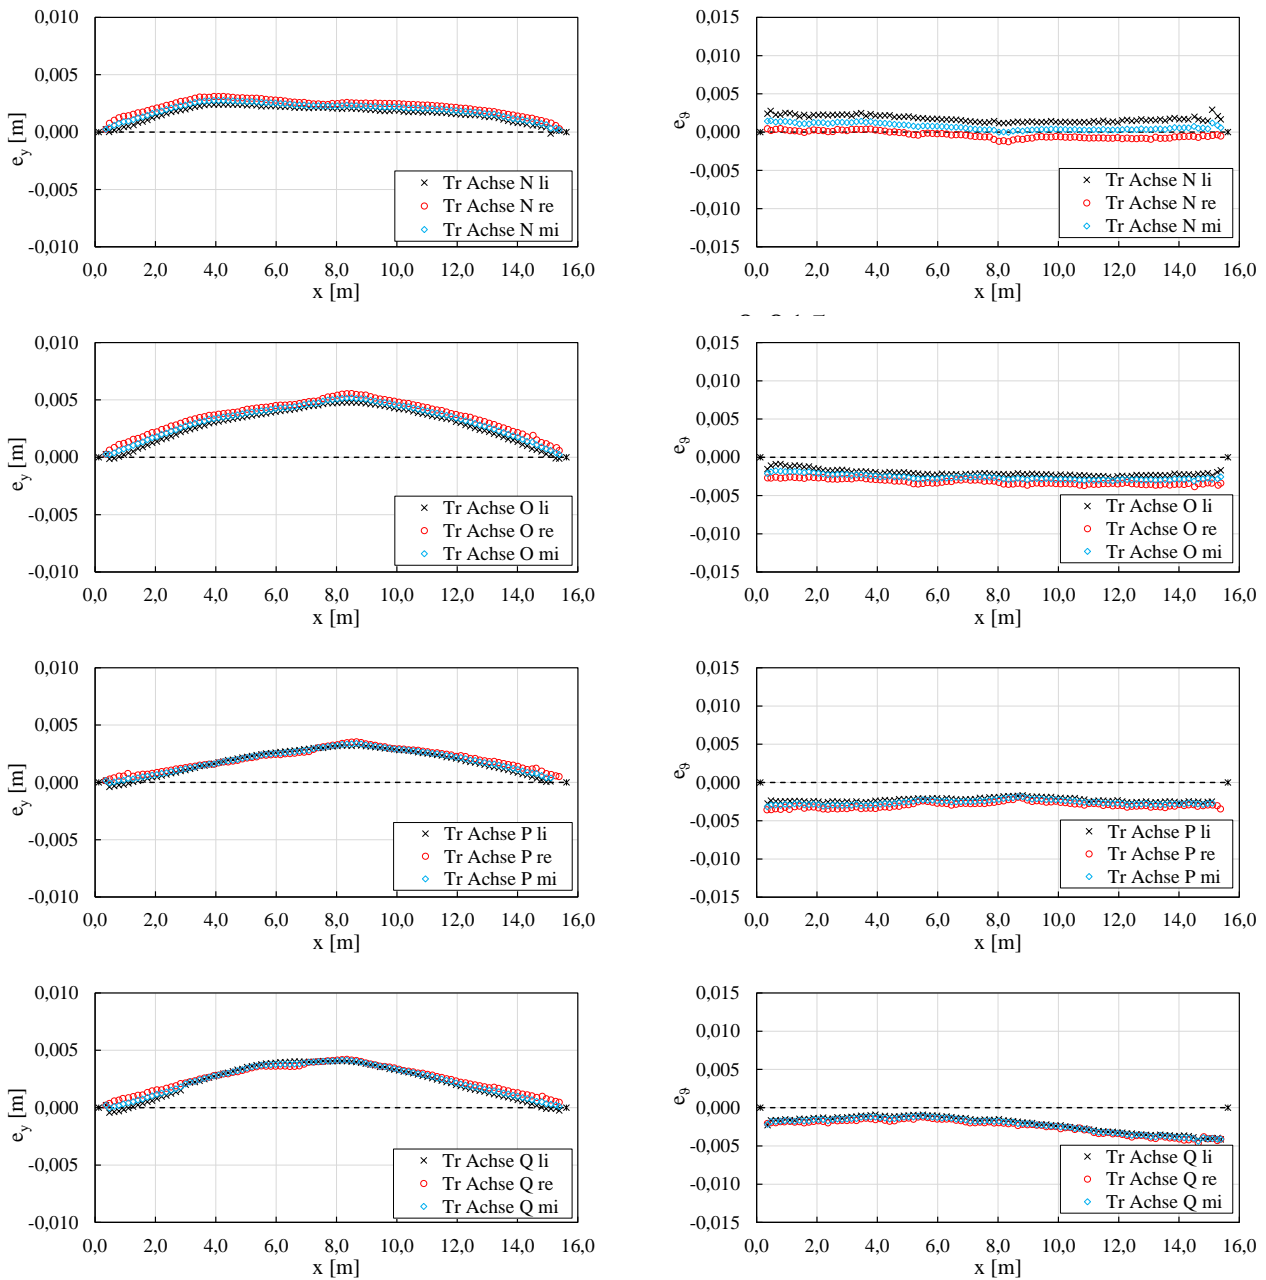 0,010
0,005
0,000
-0,005
-0,010
e_y [m]
0,0 2,0 4,0 6,0 8,0 10,0 12,0 14,0 16,0
x [m]
Tr Achse N li
Tr Achse N re
Tr Achse N mi
0,015
0,010
0,005
0,000
-0,005
-0,010
-0,015
e_ϑ
0,0 2,0 4,0 6,0 8,0 10,0 12,0 14,0 16,0
x [m]
Tr Achse N li
Tr Achse N re
Tr Achse N mi
0,010
0,005
0,000
-0,005
-0,010
e_y [m]
0,0 2,0 4,0 6,0 8,0 10,0 12,0 14,0 16,0
x [m]
Tr Achse O li
Tr Achse O re
Tr Achse O mi
0,015
0,010
0,005
0,000
-0,005
-0,010
-0,015
e_ϑ
0,0 2,0 4,0 6,0 8,0 10,0 12,0 14,0 16,0
x [m]
Tr Achse O li
Tr Achse O re
Tr Achse O mi
0,010
0,005
0,000
-0,005
-0,010
e_y [m]
0,0 2,0 4,0 6,0 8,0 10,0 12,0 14,0 16,0
x [m]
Tr Achse P li
Tr Achse P re
Tr Achse P mi
0,015
0,010
0,005
0,000
-0,005
-0,010
-0,015
e_ϑ
0,0 2,0 4,0 6,0 8,0 10,0 12,0 14,0 16,0
x [m]
Tr Achse P li
Tr Achse P re
Tr Achse P mi
0,010
0,005
0,000
-0,005
-0,010
e_y [m]
0,0 2,0 4,0 6,0 8,0 10,0 12,0 14,0 16,0
x [m]
Tr Achse Q li
Tr Achse Q re
Tr Achse Q mi
0,015
0,010
0,005
0,000
-0,005
-0,010
-0,015
e_ϑ
0,0 2,0 4,0 6,0 8,0 10,0 12,0 14,0 16,0
x [m]
Tr Achse Q li
Tr Achse Q re
Tr Achse Q mi